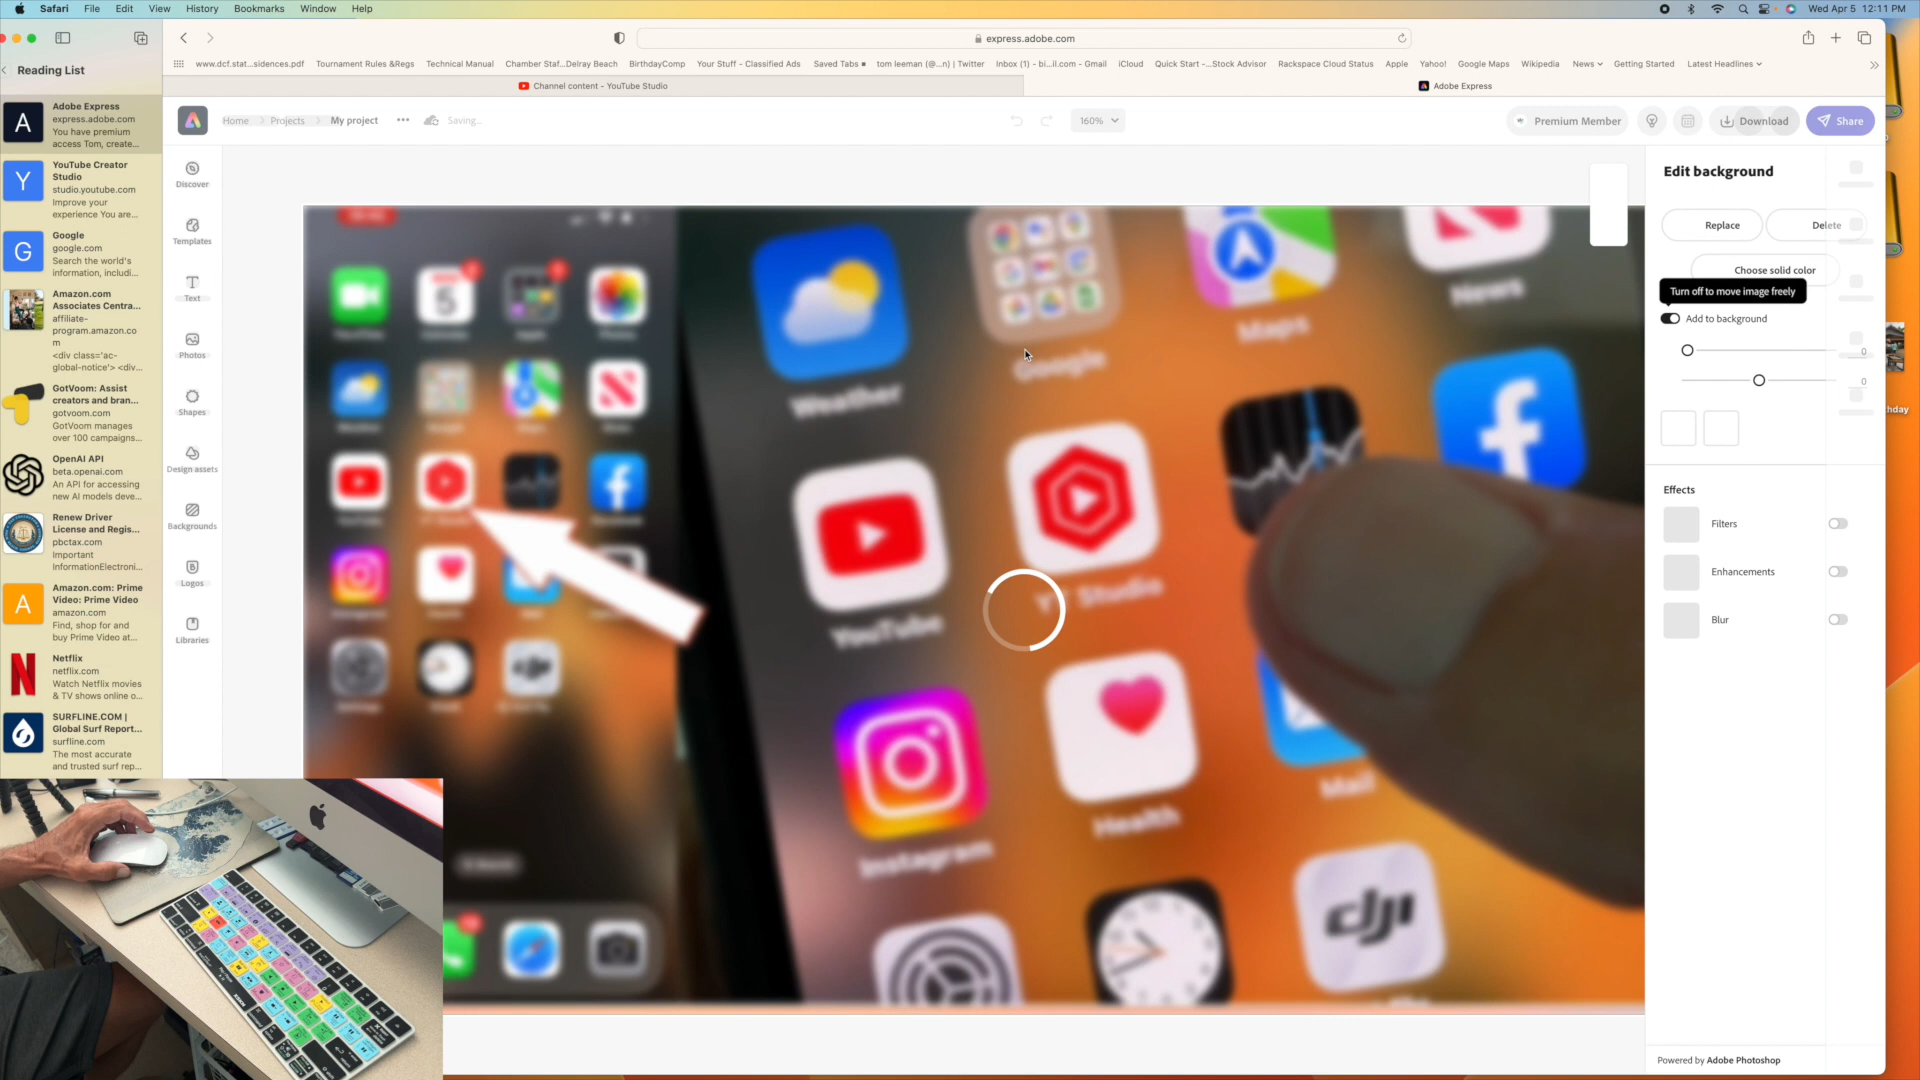 Safari File Edit View History Bookmarks Window Help
Wed Apr 5 12:11 PM
Reading List
express.adobe.com
www.dcf.stat...sidences.pdf Tournament Rules &Regs Technical Manual Chamber Staf...Delray Beach BirthdayComp Your Stuff - Classified Ads Saved Tabs tom leeman (@...n) | Twitter Inbox (1) - bi...il.com - Gmail iCloud Quick Start -...Stock Advisor Rackspace Cloud Status Apple Yahoo! Google Maps Wikipedia News Getting Started Latest Headlines
Channel content - YouTube Studio
Adobe Express
Adobe Express
express.adobe.com
You have premium
access Tom, create...
YouTube Creator
Studio
studio.youtube.com
Improve your
experience You are...
Google
google.com
Search the world's
information, includi...
Amazon.com
Associates Centra...
affiliate-
program.amazon.co
m
<div class='ac-
global-notice'> <div...
GotVoom: Assist
creators and bran...
gotvoom.com
GotVoom manages
over 100 campaigns...
OpenAI API
beta.openai.com
An API for accessing
new AI models deve...
Renew Driver
License and Regis...
pbctax.com
Important
InformationElectroni...
Amazon.com: Prime
Video: Prime Video
amazon.com
Find, shop for and
buy Prime Video at...
Netflix
netflix.com
Watch Netflix movies
& TV shows online o...
SURFLINE.COM |
Global Surf Report...
surfline.com
The most accurate
and trusted surf rep...
Home Projects My project Saving...
160%
Premium Member Download Share
Discover
Templates
Text
Photos
Shapes
Design assets
Backgrounds
Logos
Libraries
Weather
Google
Maps
News
YouTube
YT Studio
Instagram
Health
Mail
dji
Edit background
Replace Delete
Choose solid color
Turn off to move image freely
Add to background
0
0
Effects
Filters
Enhancements
Blur
Powered by Adobe Photoshop
hday